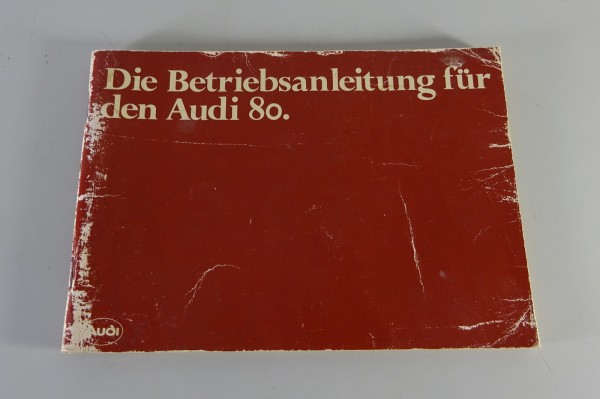 Die Betriebsanleitung für
den Audi 80.
AUDI